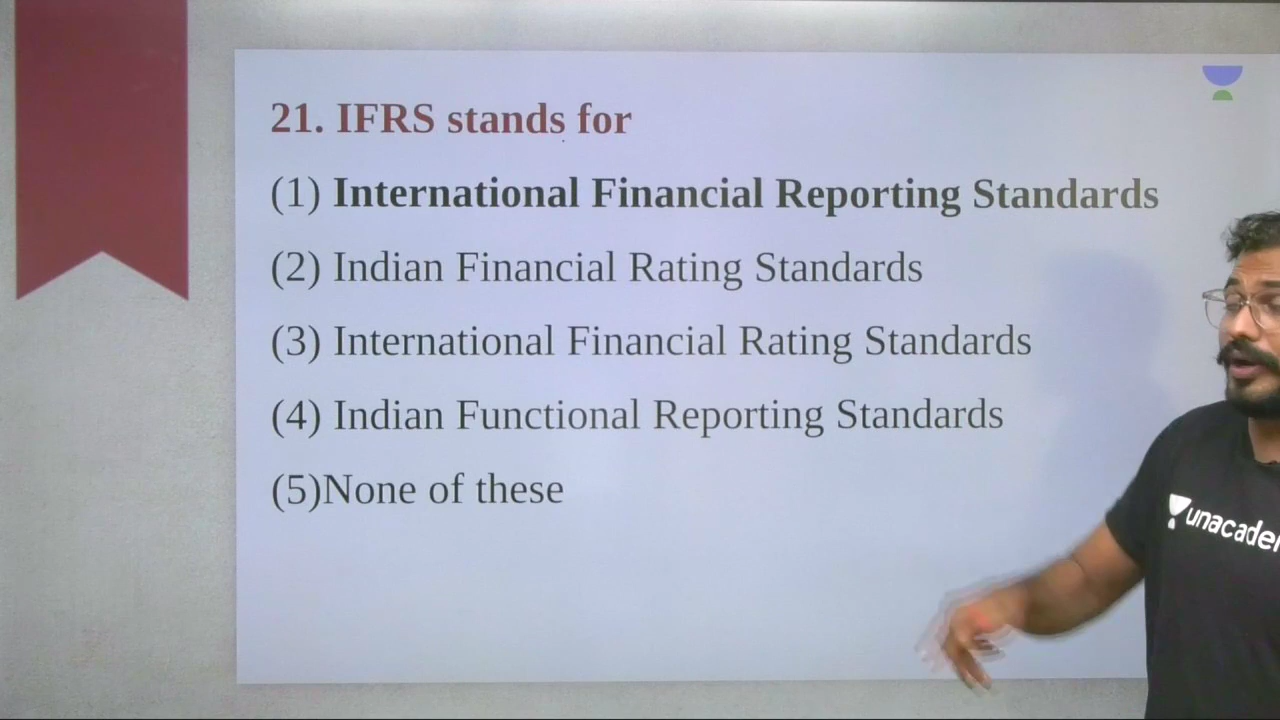 21. IFRS stands for
(1) International Financial Reporting Standards
(2) Indian Financial Rating Standards
(3) International Financial Rating Standards
(4) Indian Functional Reporting Standards
(5)None of these